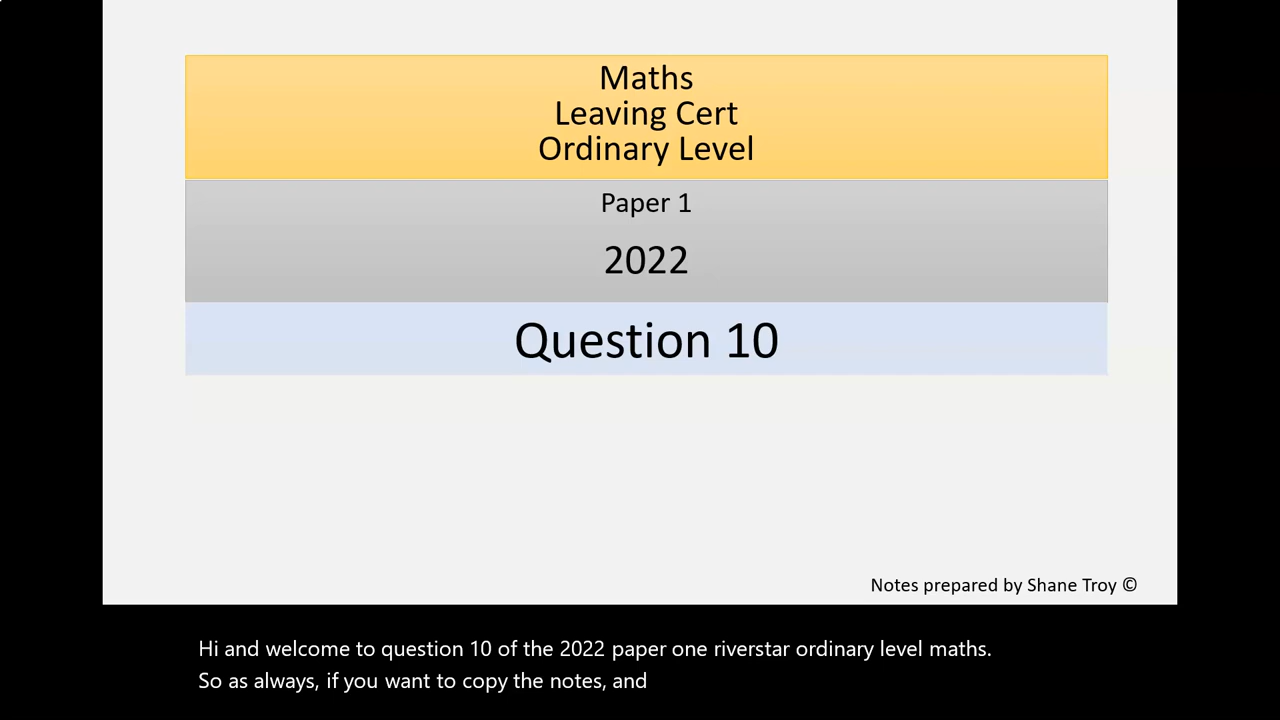 Maths
Leaving Cert
Ordinary Level
Paper 1
2022
Question 10
Notes prepared by Shane Troy ©
Hi and welcome to question 10 of the 2022 paper one riverstar ordinary level maths.
So as always, if you want to copy the notes, and